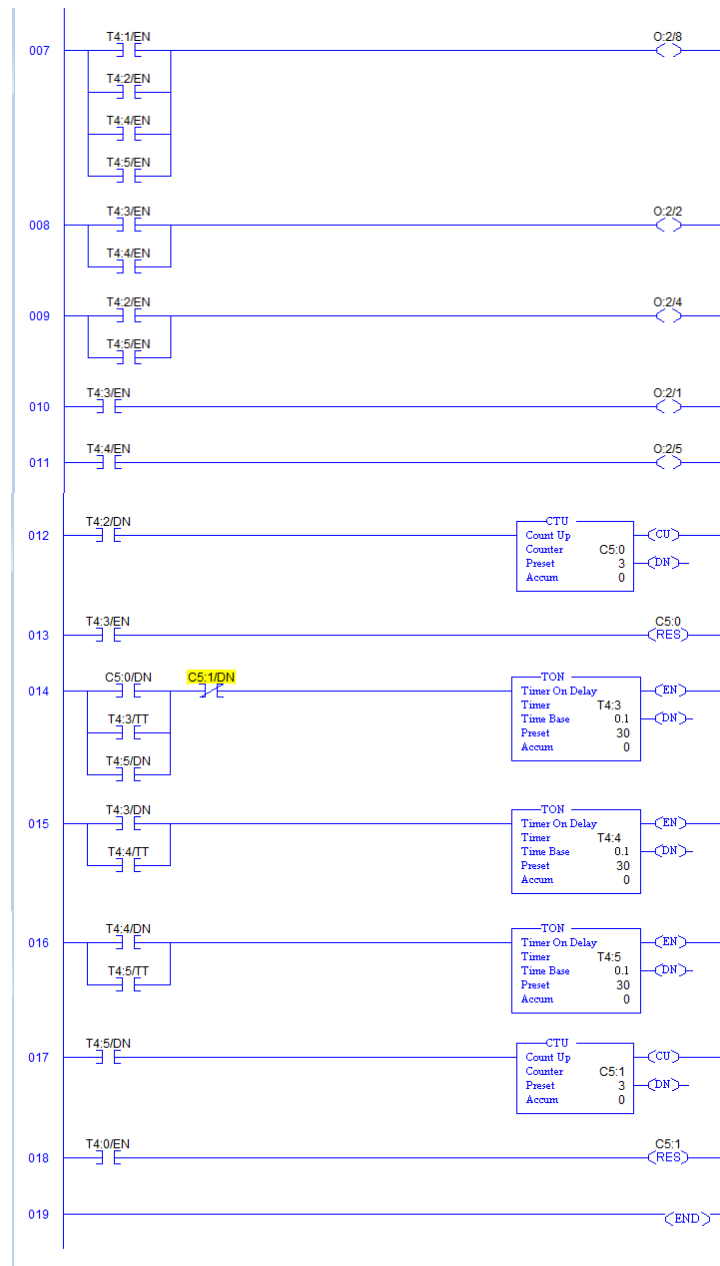 T4:1/EN O:2/8
007
T4:2/EN
T4:4/EN
T4:5/EN
T4:3/EN O:2/2
008
T4:4/EN
T4:2/EN O:2/4
009
T4:5/EN
T4:3/EN O:2/1
010
T4:4/EN O:2/5
011
T4:2/DN CTU
012 Count Up CU
Counter C5:0
Preset 3 DN
Accum 0
T4:3/EN C5:0
013 RES
C5:0/DN C5:1/DN TON
014 Timer On Delay EN
Timer T4:3
T4:3/TT Time Base 0.1 DN
Preset 30
Accum 0
T4:5/DN
T4:3/DN TON
015 Timer On Delay EN
Timer T4:4
T4:4/TT Time Base 0.1 DN
Preset 30
Accum 0
T4:4/DN TON
016 Timer On Delay EN
Timer T4:5
T4:5/TT Time Base 0.1 DN
Preset 30
Accum 0
T4:5/DN CTU
017 Count Up CU
Counter C5:1
Preset 3 DN
Accum 0
T4:0/EN C5:1
018 RES
019 END